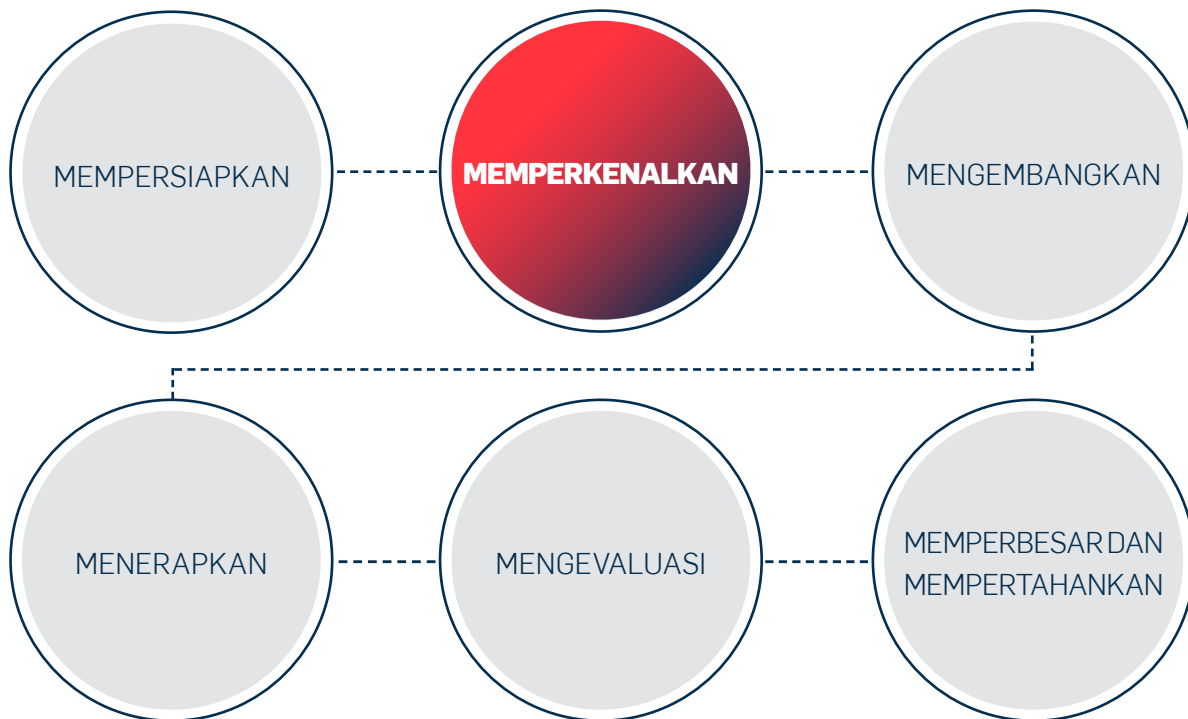 MEMPERSIAPKAN
MEMPERKENALKAN
MENGEMBANGKAN
MENERAPKAN
MENGEVALUASI
MEMPERBESAR DAN
MEMPERTAHANKAN